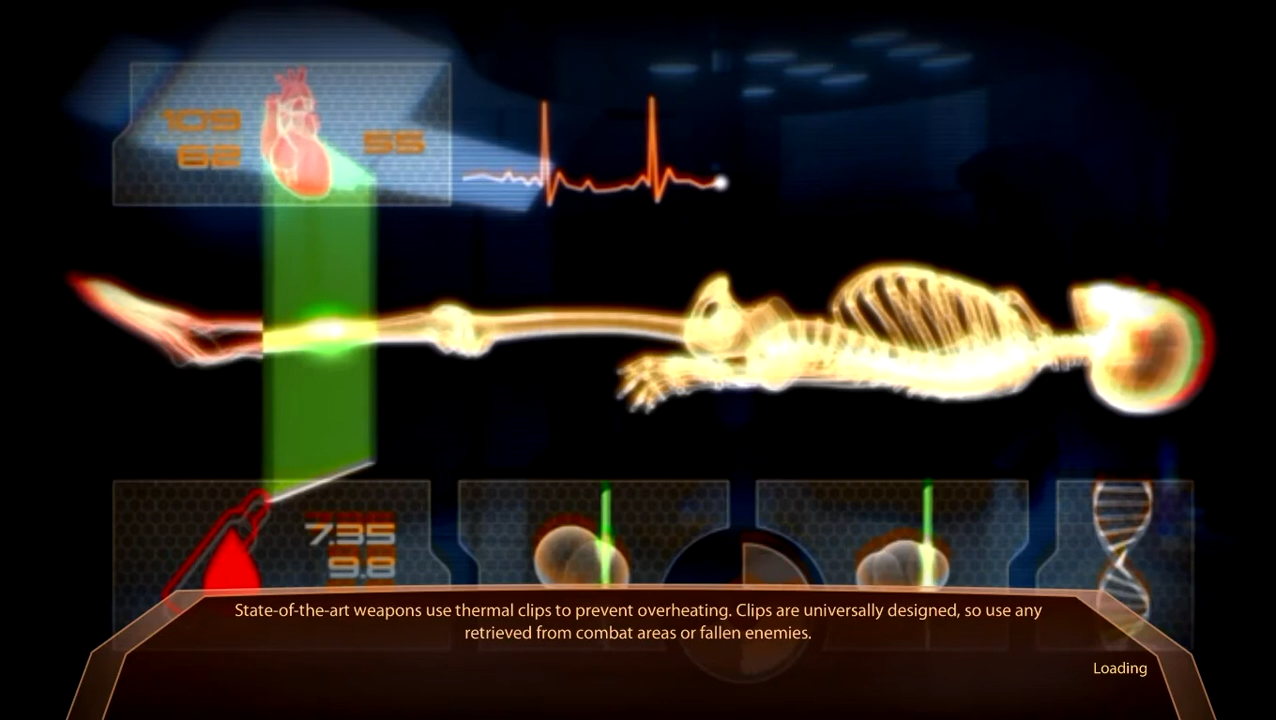 109
62
55
7.35
9.8
State-of-the-art weapons use thermal clips to prevent overheating. Clips are universally designed, so use any
retrieved from combat areas or fallen enemies.
Loading